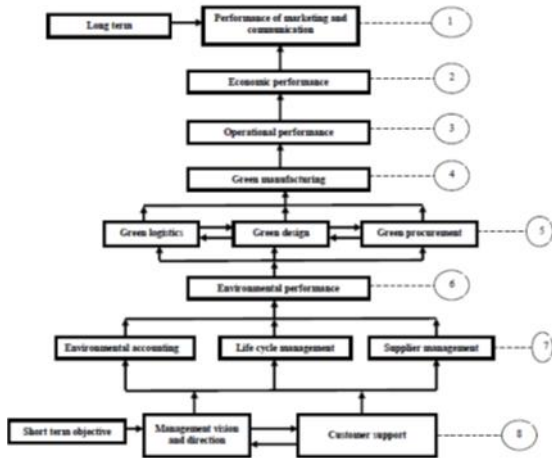 Long term
Performance of marketing and
communication
1
Economic performance
2
Operational performance
3
Green manufacturing
4
Green logistics
Green design
Green procurement
5
Environmental performance
6
Environmental accounting
Life cycle management
Supplier management
7
Short term objective
Management vision
and direction
Customer support
8